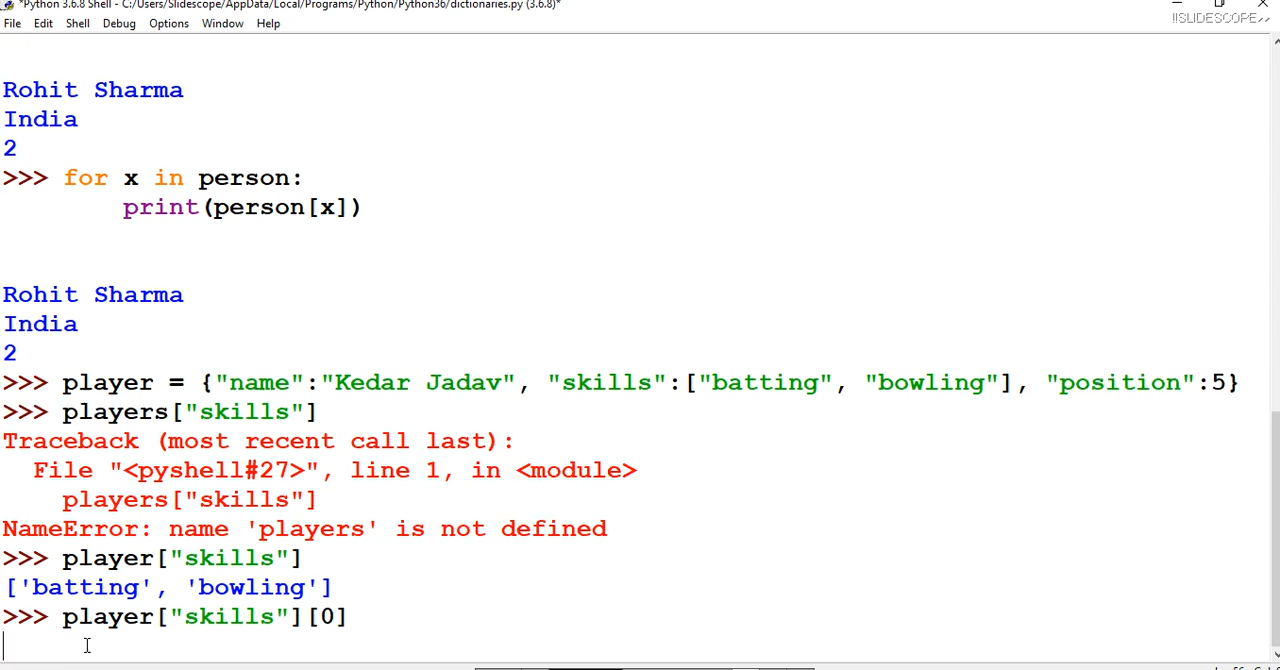 *Python 3.6.8 Shell - C:/Users/Slidescope/AppData/Local/Programs/Python/Python36/dictionaries.py (3.6.8)*
File Edit Shell Debug Options Window Help
!!SLIDESCOPE
Rohit Sharma
India
2
>>> for x in person:
print(person[x])
Rohit Sharma
India
2
>>> player = {"name":"Kedar Jadav", "skills":["batting", "bowling"], "position":5}
>>> players["skills"]
Traceback (most recent call last):
File "<pyshell#27>", line 1, in <module>
players["skills"]
NameError: name 'players' is not defined
>>> player["skills"]
['batting', 'bowling']
>>> player["skills"][0]